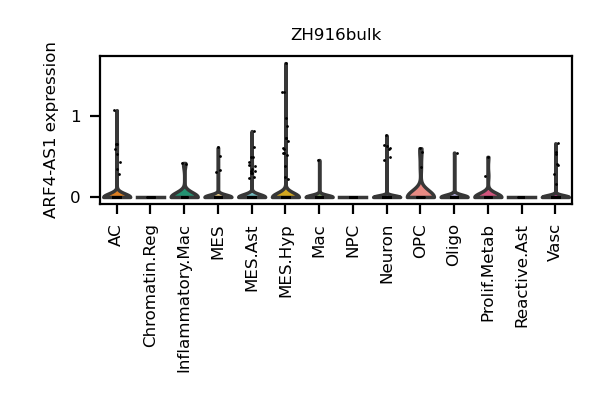 ZH916bulk
ARF4-AS1 expression
1
0
AC
Chromatin.Reg
Inflammatory.Mac
MES
MES.Ast
MES.Hyp
Mac
NPC
Neuron
OPC
Oligo
Prolif.Metab
Reactive.Ast
Vasc